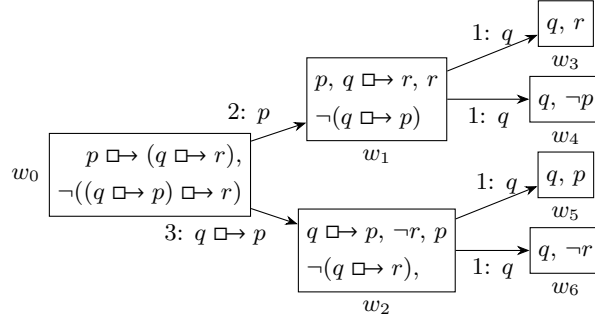 1: q
q, r
w₃
p, q □→ r, r
¬(q □→ p)
w₁
2: p
1: q
q, ¬p
w₄
w₀
p □→ (q □→ r),
¬((q □→ p) □→ r)
1: q
q, p
w₅
3: q □→ p
q □→ p, ¬r, p
¬(q □→ r),
w₂
1: q
q, ¬r
w₆